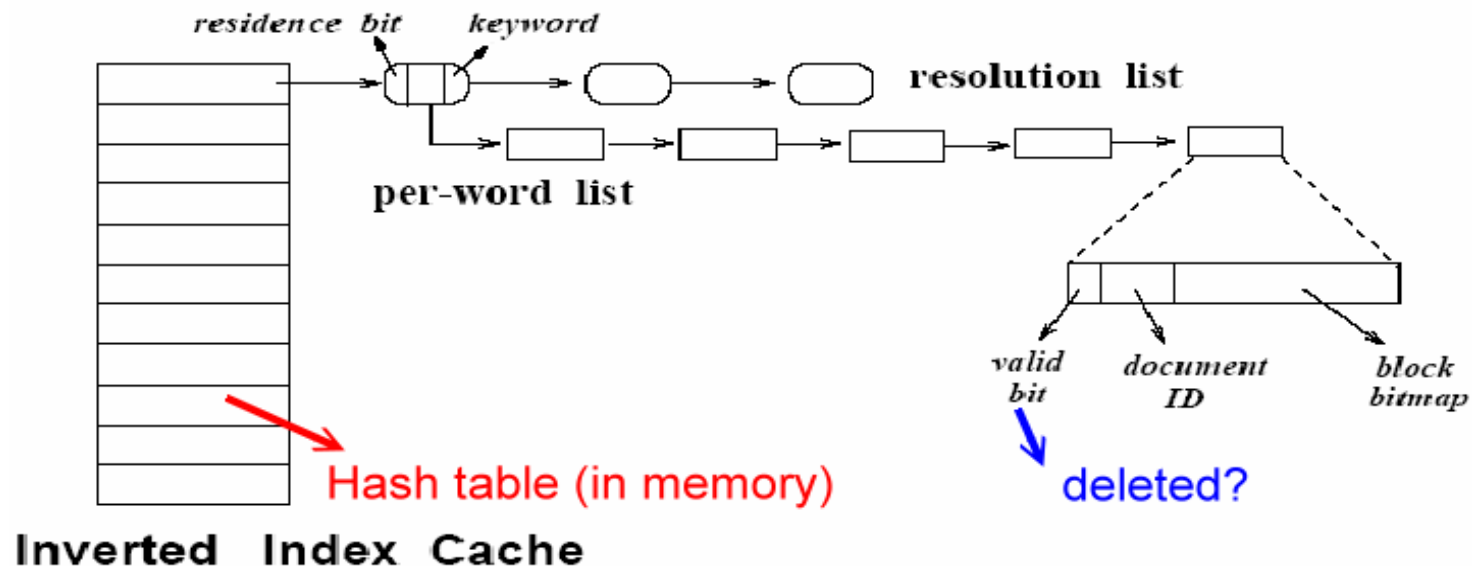 residence bit keyword
resolution list
per-word list
valid bit
document ID
block bitmap
Hash table (in memory)
deleted?
Inverted Index Cache